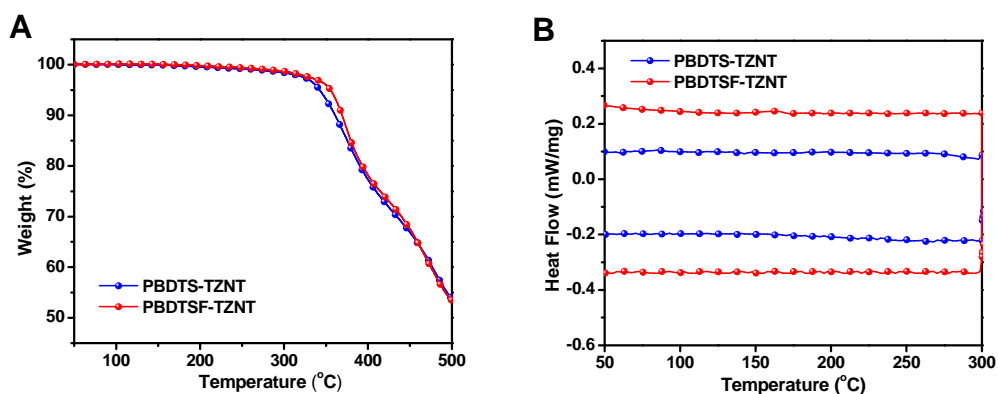 A
100
90
80
70
60
50
Weight (%)
PBDTS-TZNT
PBDTSF-TZNT
100
200
300
400
500
Temperature (°C)
B
0.4
0.2
0.0
-0.2
-0.4
-0.6
Heat Flow (mW/mg)
PBDTS-TZNT
PBDTSF-TZNT
50
100
150
200
250
300
Temperature (°C)